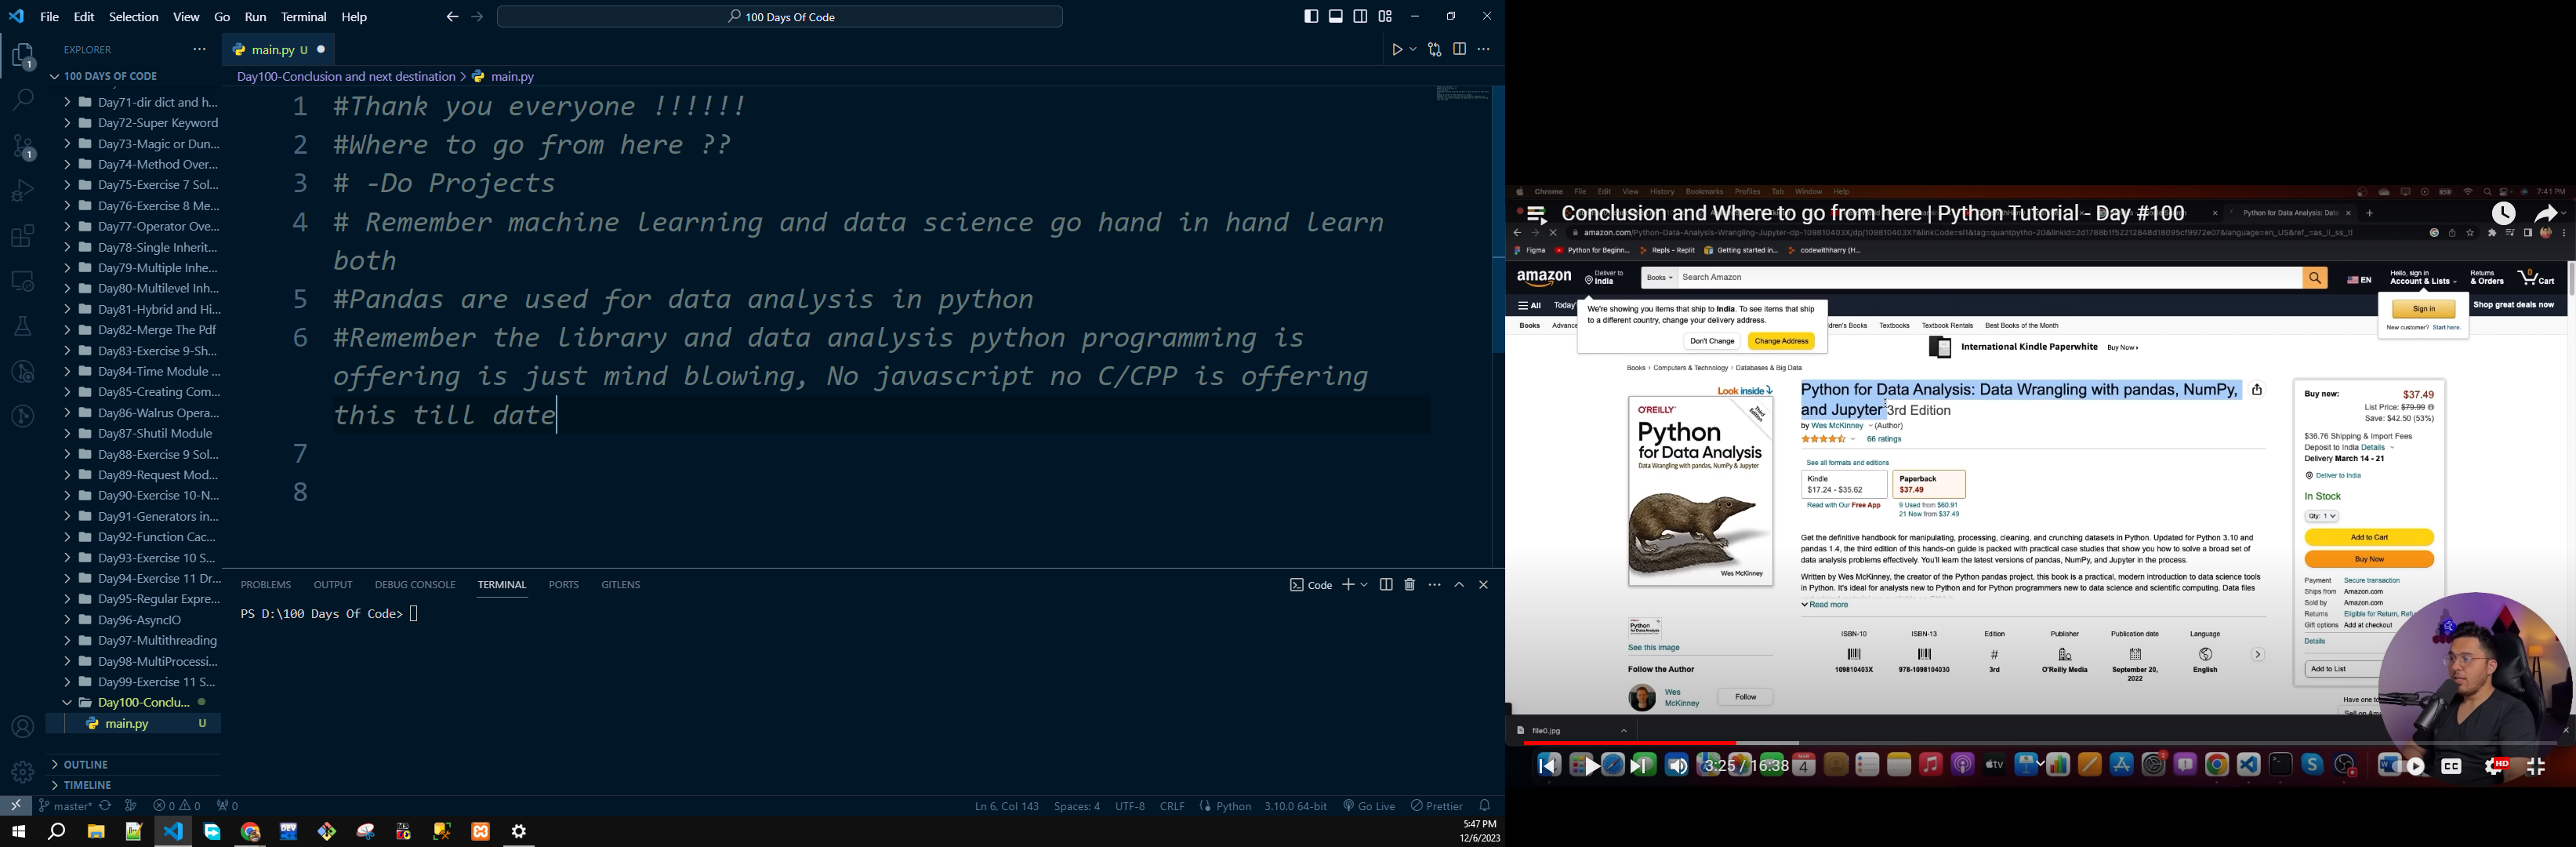 File Edit Selection View Go Run Terminal Help
100 Days Of Code
EXPLORER
100 DAYS OF CODE
Day71-dir dict and h...
Day72-Super Keyword
Day73-Magic or Dun...
Day74-Method Over...
Day75-Exercise 7 Sol...
Day76-Exercise 8 Me...
Day77-Operator Ove...
Day78-Single Inherit...
Day79-Multiple Inhe...
Day80-Multilevel Inh...
Day81-Hybrid and Hi...
Day82-Merge The Pdf
Day83-Exercise 9-Sh...
Day84-Time Module ...
Day85-Creating Com...
Day86-Walrus Opera...
Day87-Shutil Module
Day88-Exercise 9 Sol...
Day89-Request Mod...
Day90-Exercise 10-N...
Day91-Generators in...
Day92-Function Cac...
Day93-Exercise 10 S...
Day94-Exercise 11 Dr...
Day95-Regular Expre...
Day96-AsyncIO
Day97-Multithreading
Day98-MultiProcessi...
Day99-Exercise 11 S...
Day100-Conclu...
main.py U
OUTLINE
TIMELINE
main.py U
Day100-Conclusion and next destination > main.py
1 #Thank you everyone !!!!!!
2 #Where to go from here ??
3 # -Do Projects
4 # Remember machine learning and data science go hand in hand learn
both
5 #Pandas are used for data analysis in python
6 #Remember the library and data analysis python programming is
offering is just mind blowing, No javascript no C/CPP is offering
this till date
7
8
PROBLEMS OUTPUT DEBUG CONSOLE TERMINAL PORTS GITLENS
Code
PS D:\100 Days Of Code>
master* 0 0 0
Ln 6, Col 143 Spaces: 4 UTF-8 CRLF Python 3.10.0 64-bit Go Live Prettier
5:47 PM
12/6/2023
Chrome File Edit View History Bookmarks Profiles Tab Window Help
7:41 PM
Conclusion and Where to go from here | Python Tutorial - Day #100
Python for Data Analysis: Data
Figma Python for Beginn... Repls - Replit Getting started in... codewithharry (H...
amazon
Deliver to
India
Books Search Amazon
EN
Hello, sign in
Account & Lists
Returns
& Orders
0
Cart
All Today'
Shop great deals now
We're showing you items that ship to India. To see items that ship
to a different country, change your delivery address.
Don't Change
Change Address
Sign in
New customer? Start here.
Books Advance dren's Books Textbooks Textbook Rentals Best Books of the Month
International Kindle Paperwhite Buy Now ›
Books › Computers & Technology › Databases & Big Data
Look inside
O'REILLY
Third
Edition
Python
for Data Analysis
Data Wrangling with pandas, NumPy & Jupyter
Wes McKinney
Python for Data Analysis: Data Wrangling with pandas, NumPy,
and Jupyter 3rd Edition
by Wes McKinney (Author)
66 ratings
See all formats and editions
Kindle
$17.24 - $35.62
Paperback
$37.49
Read with Our Free App
9 Used from $60.91
21 New from $37.49
Get the definitive handbook for manipulating, processing, cleaning, and crunching datasets in Python. Updated for Python 3.10 and
pandas 1.4, the third edition of this hands-on guide is packed with practical case studies that show you how to solve a broad set of
data analysis problems effectively. You'll learn the latest versions of pandas, NumPy, and Jupyter in the process.
Written by Wes McKinney, the creator of the Python pandas project, this book is a practical, modern introduction to data science tools
in Python. It's ideal for analysts new to Python and for Python programmers new to data science and scientific computing. Data files
Read more
ISBN-10 ISBN-13 Edition Publisher Publication date Language
109810403X 978-1098104030 3rd O'Reilly Media September 20,
2022 English
See this image
Follow the Author
Wes
McKinney
Follow
Buy new: $37.49
List Price: $79.99
Save: $42.50 (53%)
$36.76 Shipping & Import Fees
Deposit to India Details
Delivery March 14 - 21
Deliver to India
In Stock
Qty: 1
Add to Cart
Buy Now
Payment Secure transaction
Ships from Amazon.com
Sold by Amazon.com
Returns Eligible for Return, Refu
Gift options Add at checkout
Details
Add to List
Have one to
file0.jpg
3:25 / 16:38
CC
HD